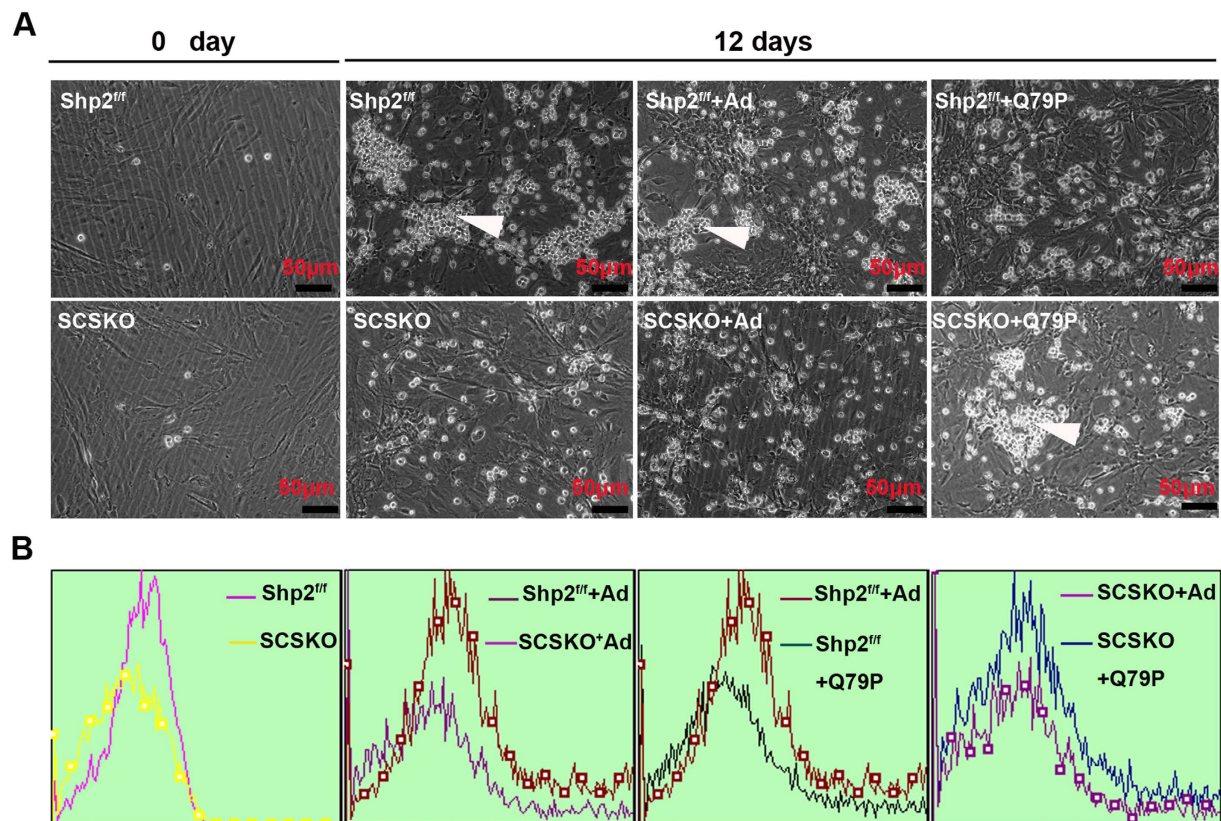 A
0 day
12 days
Shp2f/f
Shp2f/f
Shp2f/f+Ad
Shp2f/f+Q79P
50μm
50μm
50μm
50μm
SCSKO
SCSKO
SCSKO+Ad
SCSKO+Q79P
50μm
50μm
50μm
50μm
B
Shp2f/f
SCSKO
Shp2f/f+Ad
SCSKO+Ad
Shp2f/f+Ad
Shp2f/f
+Q79P
SCSKO+Ad
SCSKO
+Q79P